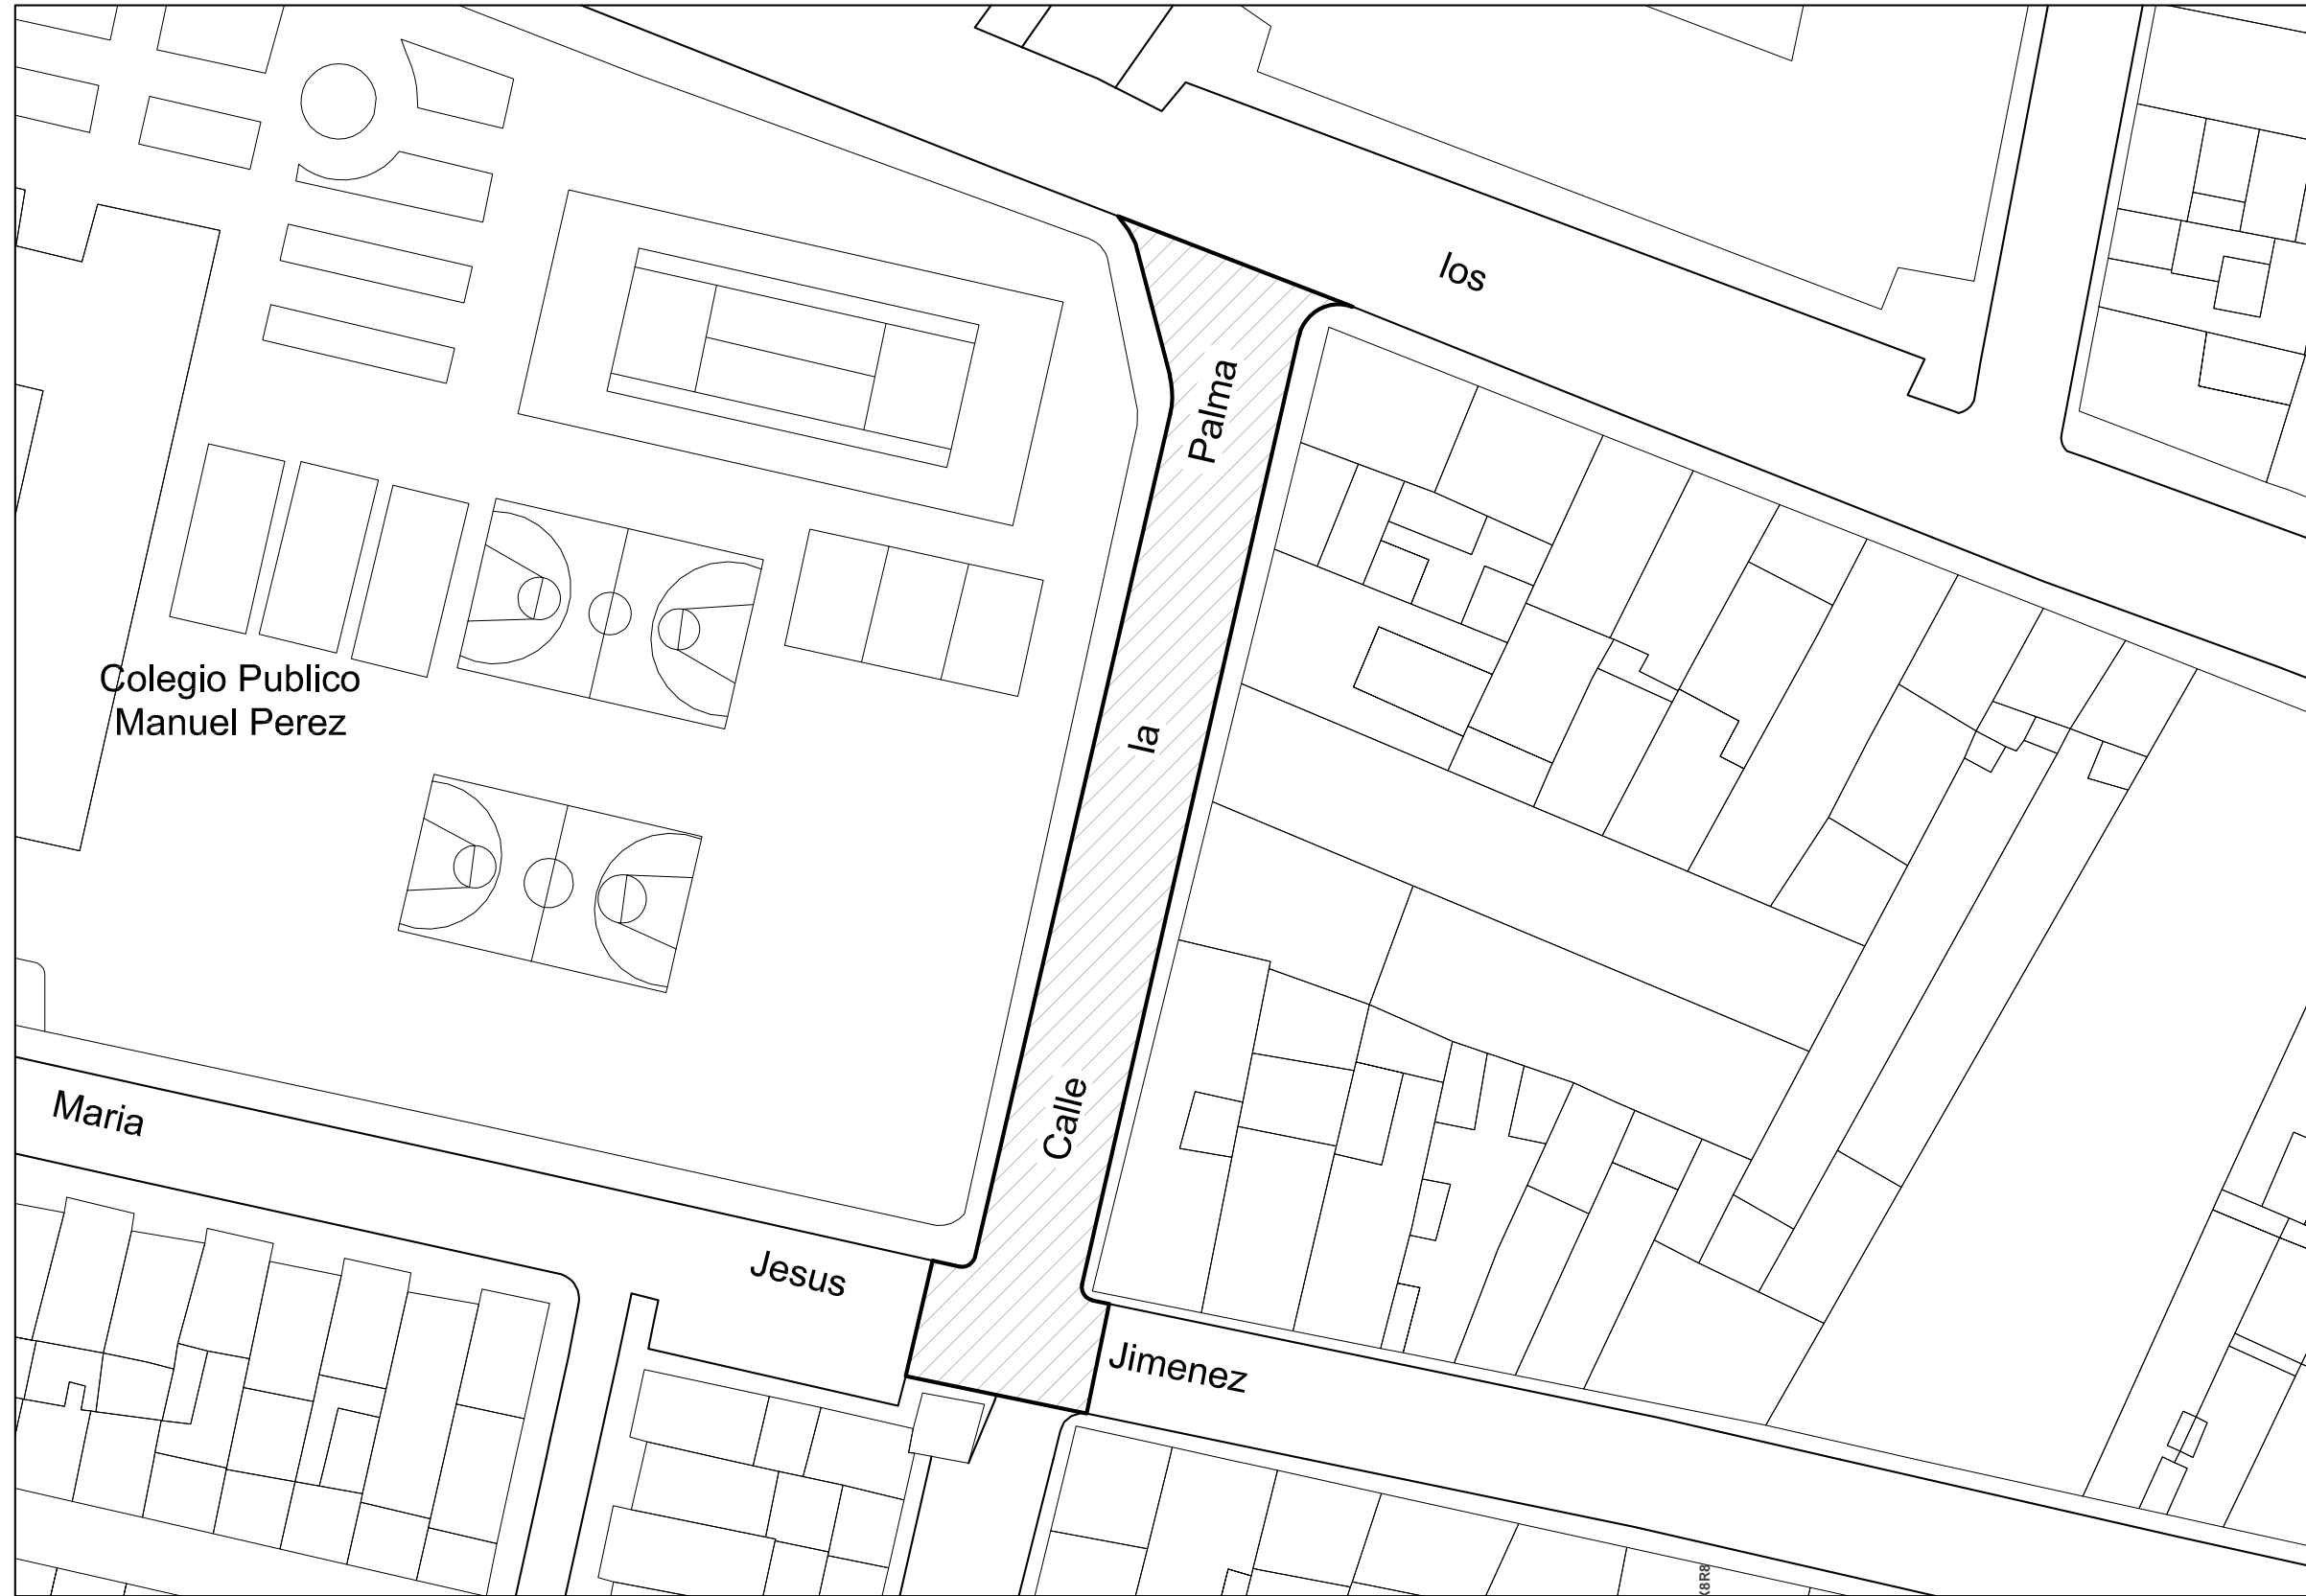 los
Palma
Colegio Publico
Manuel Perez
la
Calle
Maria
Jesus
Jimenez